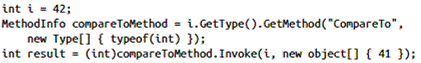 int i = 42;
MethodInfo compareToMethod = i.GetType().GetMethod("CompareTo",
new Type[] { typeof(int) });
int result = (int)compareToMethod.Invoke(i, new object[] { 41 });